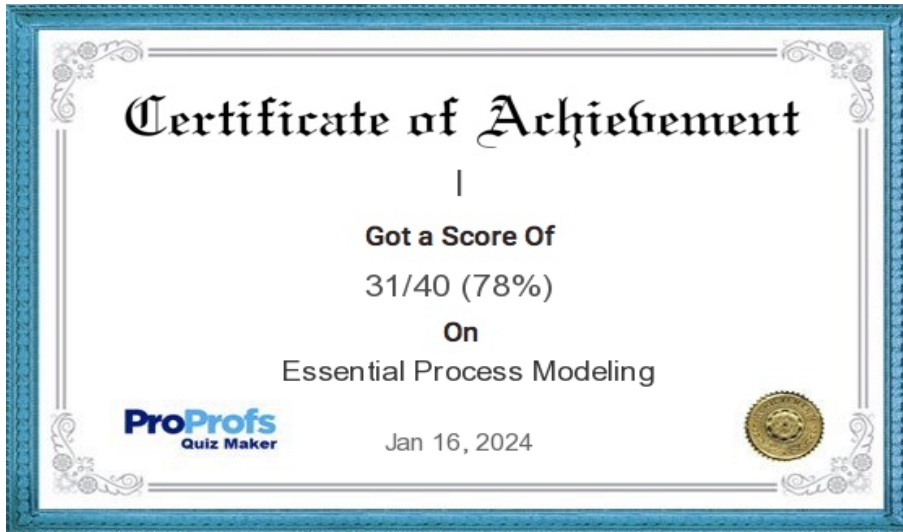 Certificate of Achievement
I
Got a Score Of
31/40 (78%)
On
Essential Process Modeling
ProProfs
Quiz Maker
Jan 16, 2024